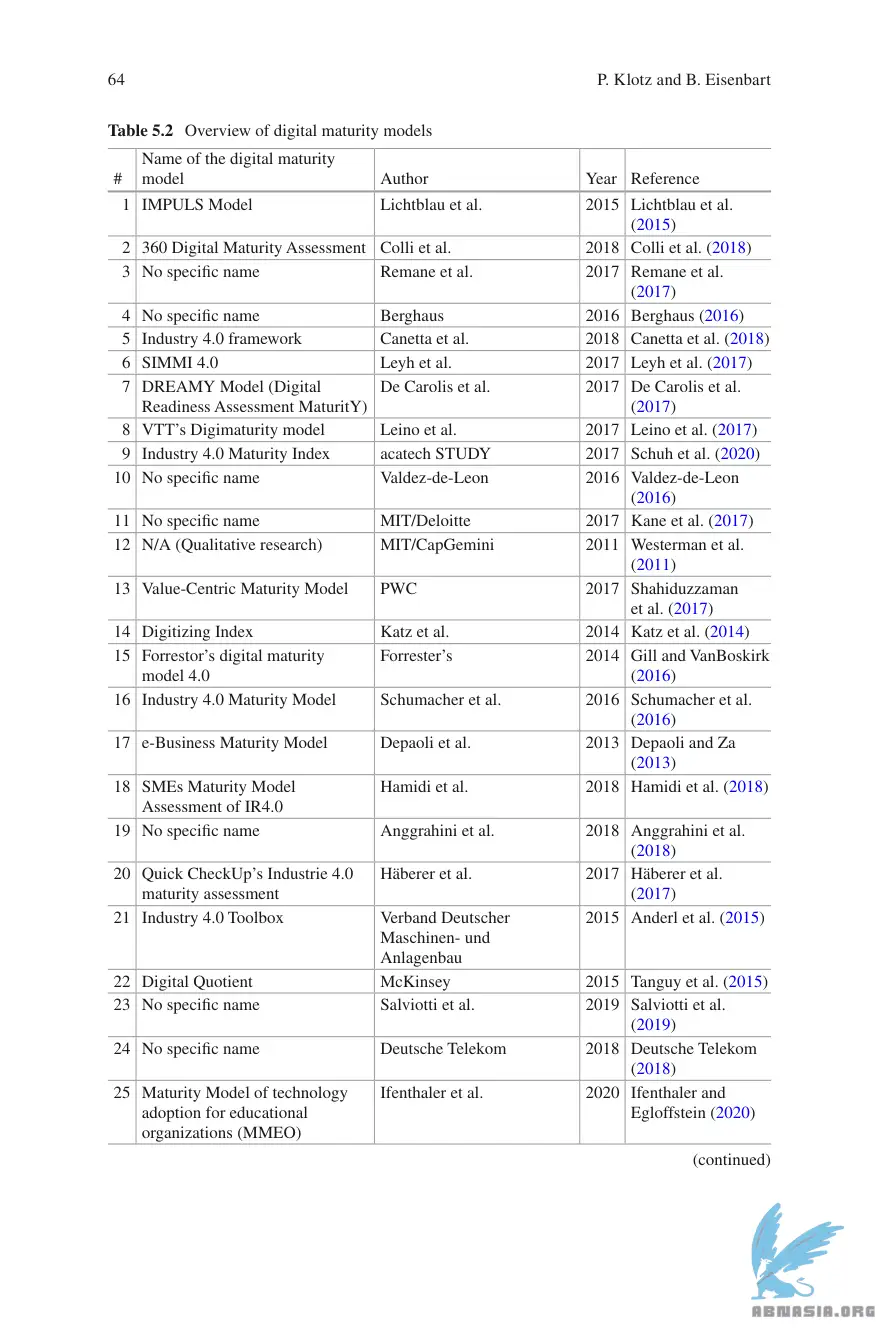 64 P. Klotz and B. Eisenbart
Table 5.2 Overview of digital maturity models
# Name of the digital maturity model Author Year Reference
1 IMPULS Model Lichtblau et al. 2015 Lichtblau et al. (2015)
2 360 Digital Maturity Assessment Colli et al. 2018 Colli et al. (2018)
3 No specific name Remane et al. 2017 Remane et al. (2017)
4 No specific name Berghaus 2016 Berghaus (2016)
5 Industry 4.0 framework Canetta et al. 2018 Canetta et al. (2018)
6 SIMMI 4.0 Leyh et al. 2017 Leyh et al. (2017)
7 DREAMY Model (Digital Readiness Assessment MaturitY) De Carolis et al. 2017 De Carolis et al. (2017)
8 VTT's Digimaturity model Leino et al. 2017 Leino et al. (2017)
9 Industry 4.0 Maturity Index acatech STUDY 2017 Schuh et al. (2020)
10 No specific name Valdez-de-Leon 2016 Valdez-de-Leon (2016)
11 No specific name MIT/Deloitte 2017 Kane et al. (2017)
12 N/A (Qualitative research) MIT/CapGemini 2011 Westerman et al. (2011)
13 Value-Centric Maturity Model PWC 2017 Shahiduzzaman et al. (2017)
14 Digitizing Index Katz et al. 2014 Katz et al. (2014)
15 Forrestor's digital maturity model 4.0 Forrester's 2014 Gill and VanBoskirk (2016)
16 Industry 4.0 Maturity Model Schumacher et al. 2016 Schumacher et al. (2016)
17 e-Business Maturity Model Depaoli et al. 2013 Depaoli and Za (2013)
18 SMEs Maturity Model Assessment of IR4.0 Hamidi et al. 2018 Hamidi et al. (2018)
19 No specific name Anggrahini et al. 2018 Anggrahini et al. (2018)
20 Quick CheckUp's Industrie 4.0 maturity assessment Häberer et al. 2017 Häberer et al. (2017)
21 Industry 4.0 Toolbox Verband Deutscher Maschinen- und Anlagenbau 2015 Anderl et al. (2015)
22 Digital Quotient McKinsey 2015 Tanguy et al. (2015)
23 No specific name Salviotti et al. 2019 Salviotti et al. (2019)
24 No specific name Deutsche Telekom 2018 Deutsche Telekom (2018)
25 Maturity Model of technology adoption for educational organizations (MMEO) Ifenthaler et al. 2020 Ifenthaler and Egloffstein (2020)
(continued)
ABNASIA.ORG